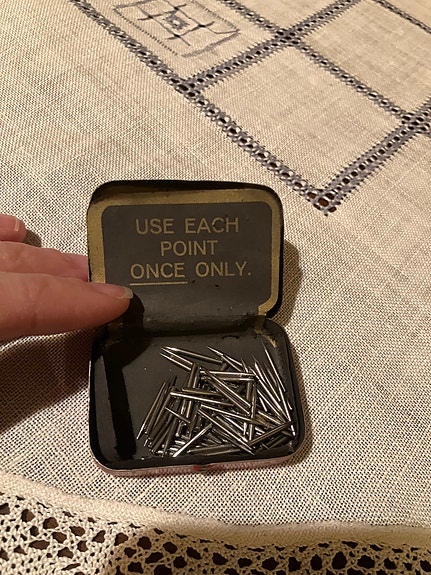 USE EACH
POINT
ONCE ONLY.